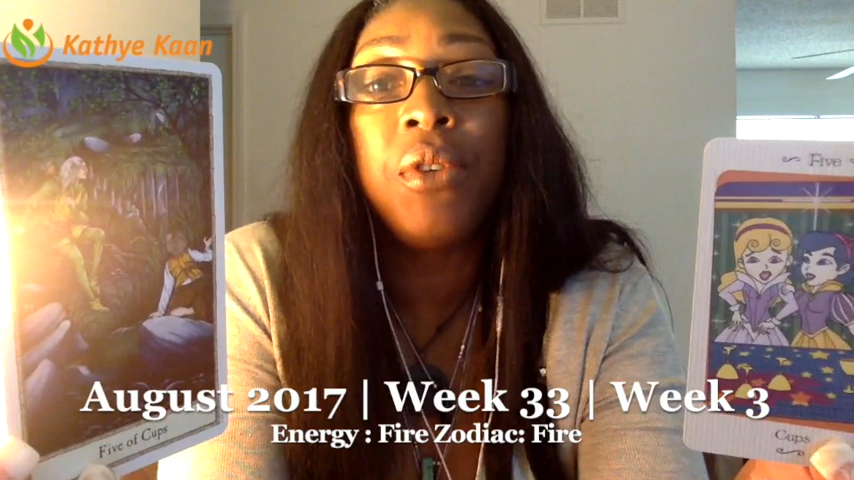 Kathye Kaan
Five
August 2017 | Week 33 | Week 3
Energy : Fire Zodiac: Fire
Five of Cups
Cups